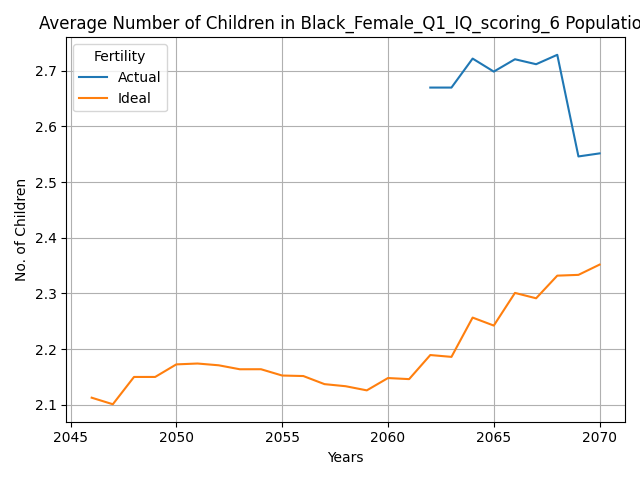 Average Number of Children in Black_Female_Q1_IQ_scoring_6 Populatio
Fertility
Actual
Ideal
2.7
2.6
2.5
2.4
2.3
2.2
2.1
No. of Children
2045 2050 2055 2060 2065 2070
Years